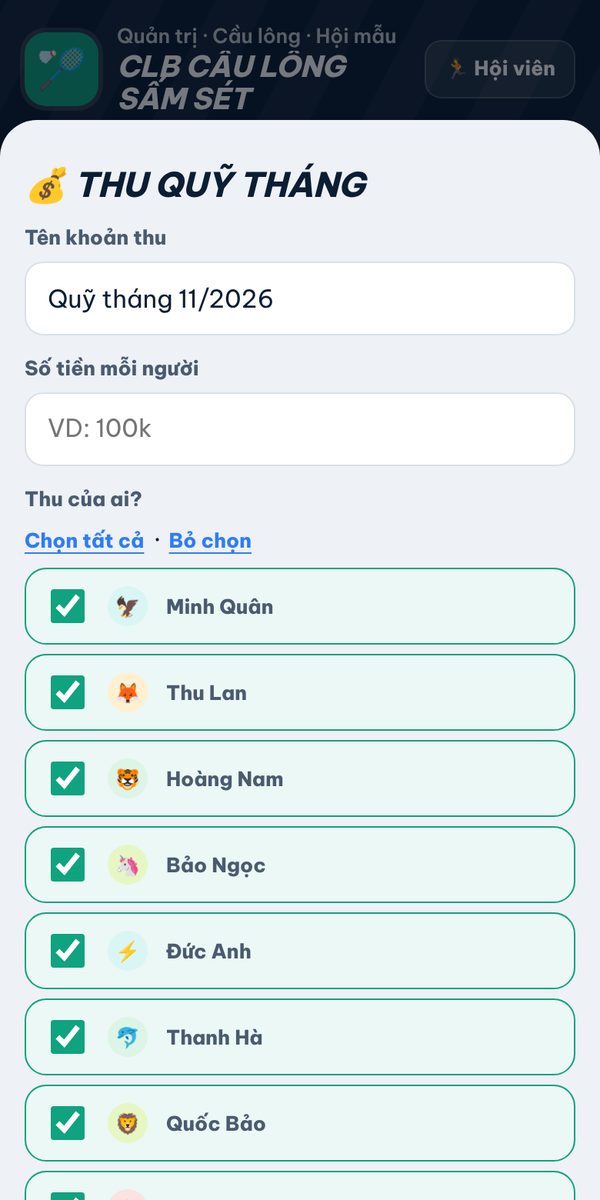 Quản trị · Cầu lông · Hội mẫu
CLB CẦU LÔNG
SẤM SÉT
Hội viên
THU QUỸ THÁNG
Tên khoản thu
Quỹ tháng 11/2026
Số tiền mỗi người
VD: 100k
Thu của ai?
Chọn tất cả · Bỏ chọn
Minh Quân
Thu Lan
Hoàng Nam
Bảo Ngọc
Đức Anh
Thanh Hà
Quốc Bảo